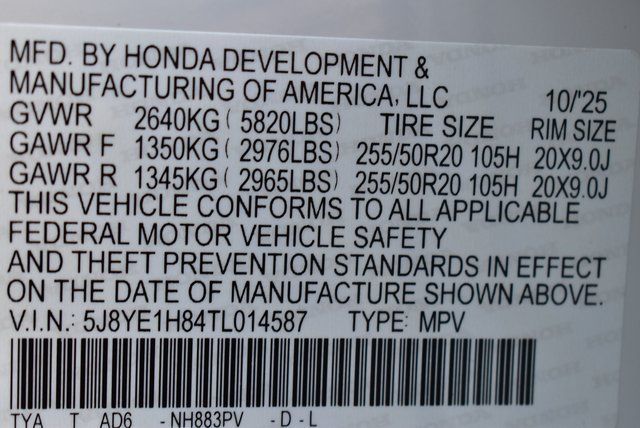 MFD. BY HONDA DEVELOPMENT &
MANUFACTURING OF AMERICA, LLC 10/'25
GVWR 2640KG ( 5820LBS) TIRE SIZE RIM SIZE
GAWR F 1350KG ( 2976LBS) 255/50R20 105H 20X9.0J
GAWR R 1345KG ( 2965LBS) 255/50R20 105H 20X9.0J
THIS VEHICLE CONFORMS TO ALL APPLICABLE
FEDERAL MOTOR VEHICLE SAFETY
AND THEFT PREVENTION STANDARDS IN EFFECT
ON THE DATE OF MANUFACTURE SHOWN ABOVE.
V.I.N.: 5J8YE1H84TL014587 TYPE: MPV
TYA T AD6 - NH883PV - D - L